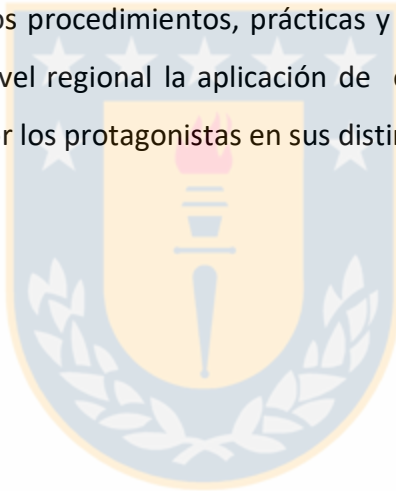 os procedimientos, prácticas y
vel regional la aplicación de
r los protagonistas en sus distin